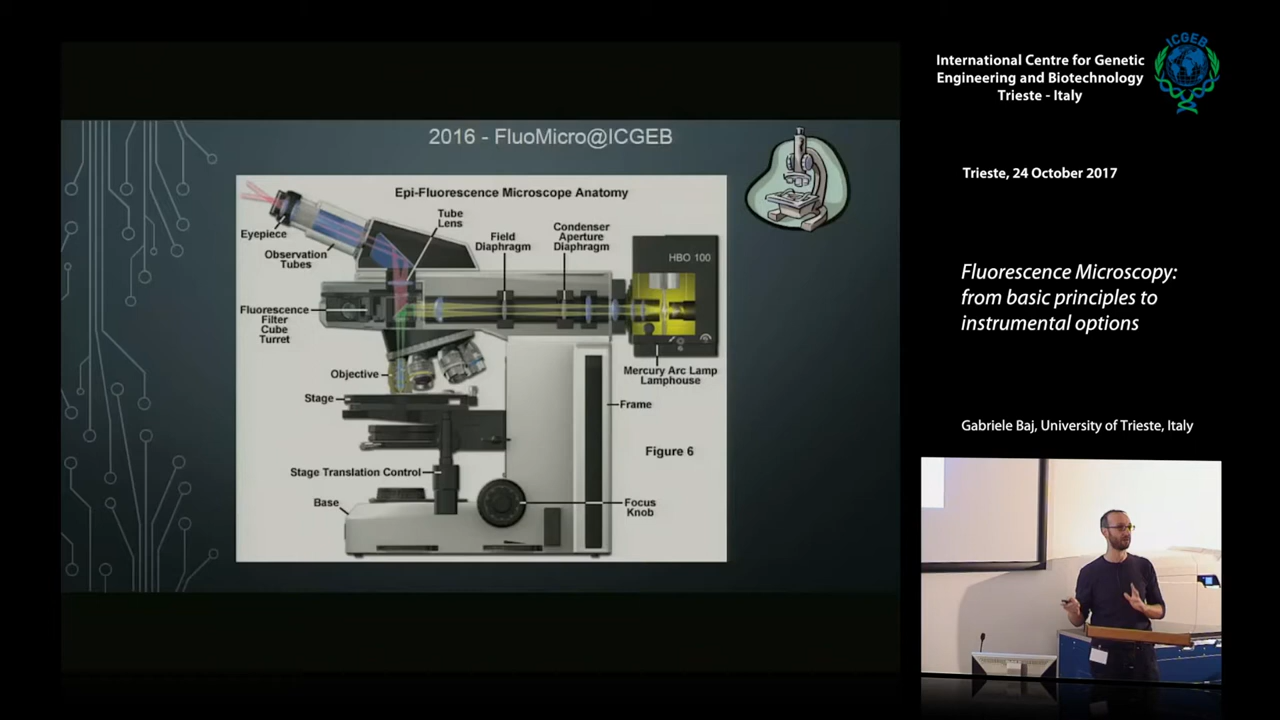 2016 - FluoMicro@ICGEB
Epi-Fluorescence Microscope Anatomy
Eyepiece
Observation
Tubes
Tube
Lens
Field
Diaphragm
Condenser
Aperture
Diaphragm
HBO 100
Fluorescence
Filter
Cube
Turret
Objective
Mercury Arc Lamp
Lamphouse
Stage
Frame
Figure 6
Stage Translation Control
Base
Focus
Knob
International Centre for Genetic
Engineering and Biotechnology
Trieste - Italy
ICGEB
Trieste, 24 October 2017
Fluorescence Microscopy:
from basic principles to
instrumental options
Gabriele Baj, University of Trieste, Italy